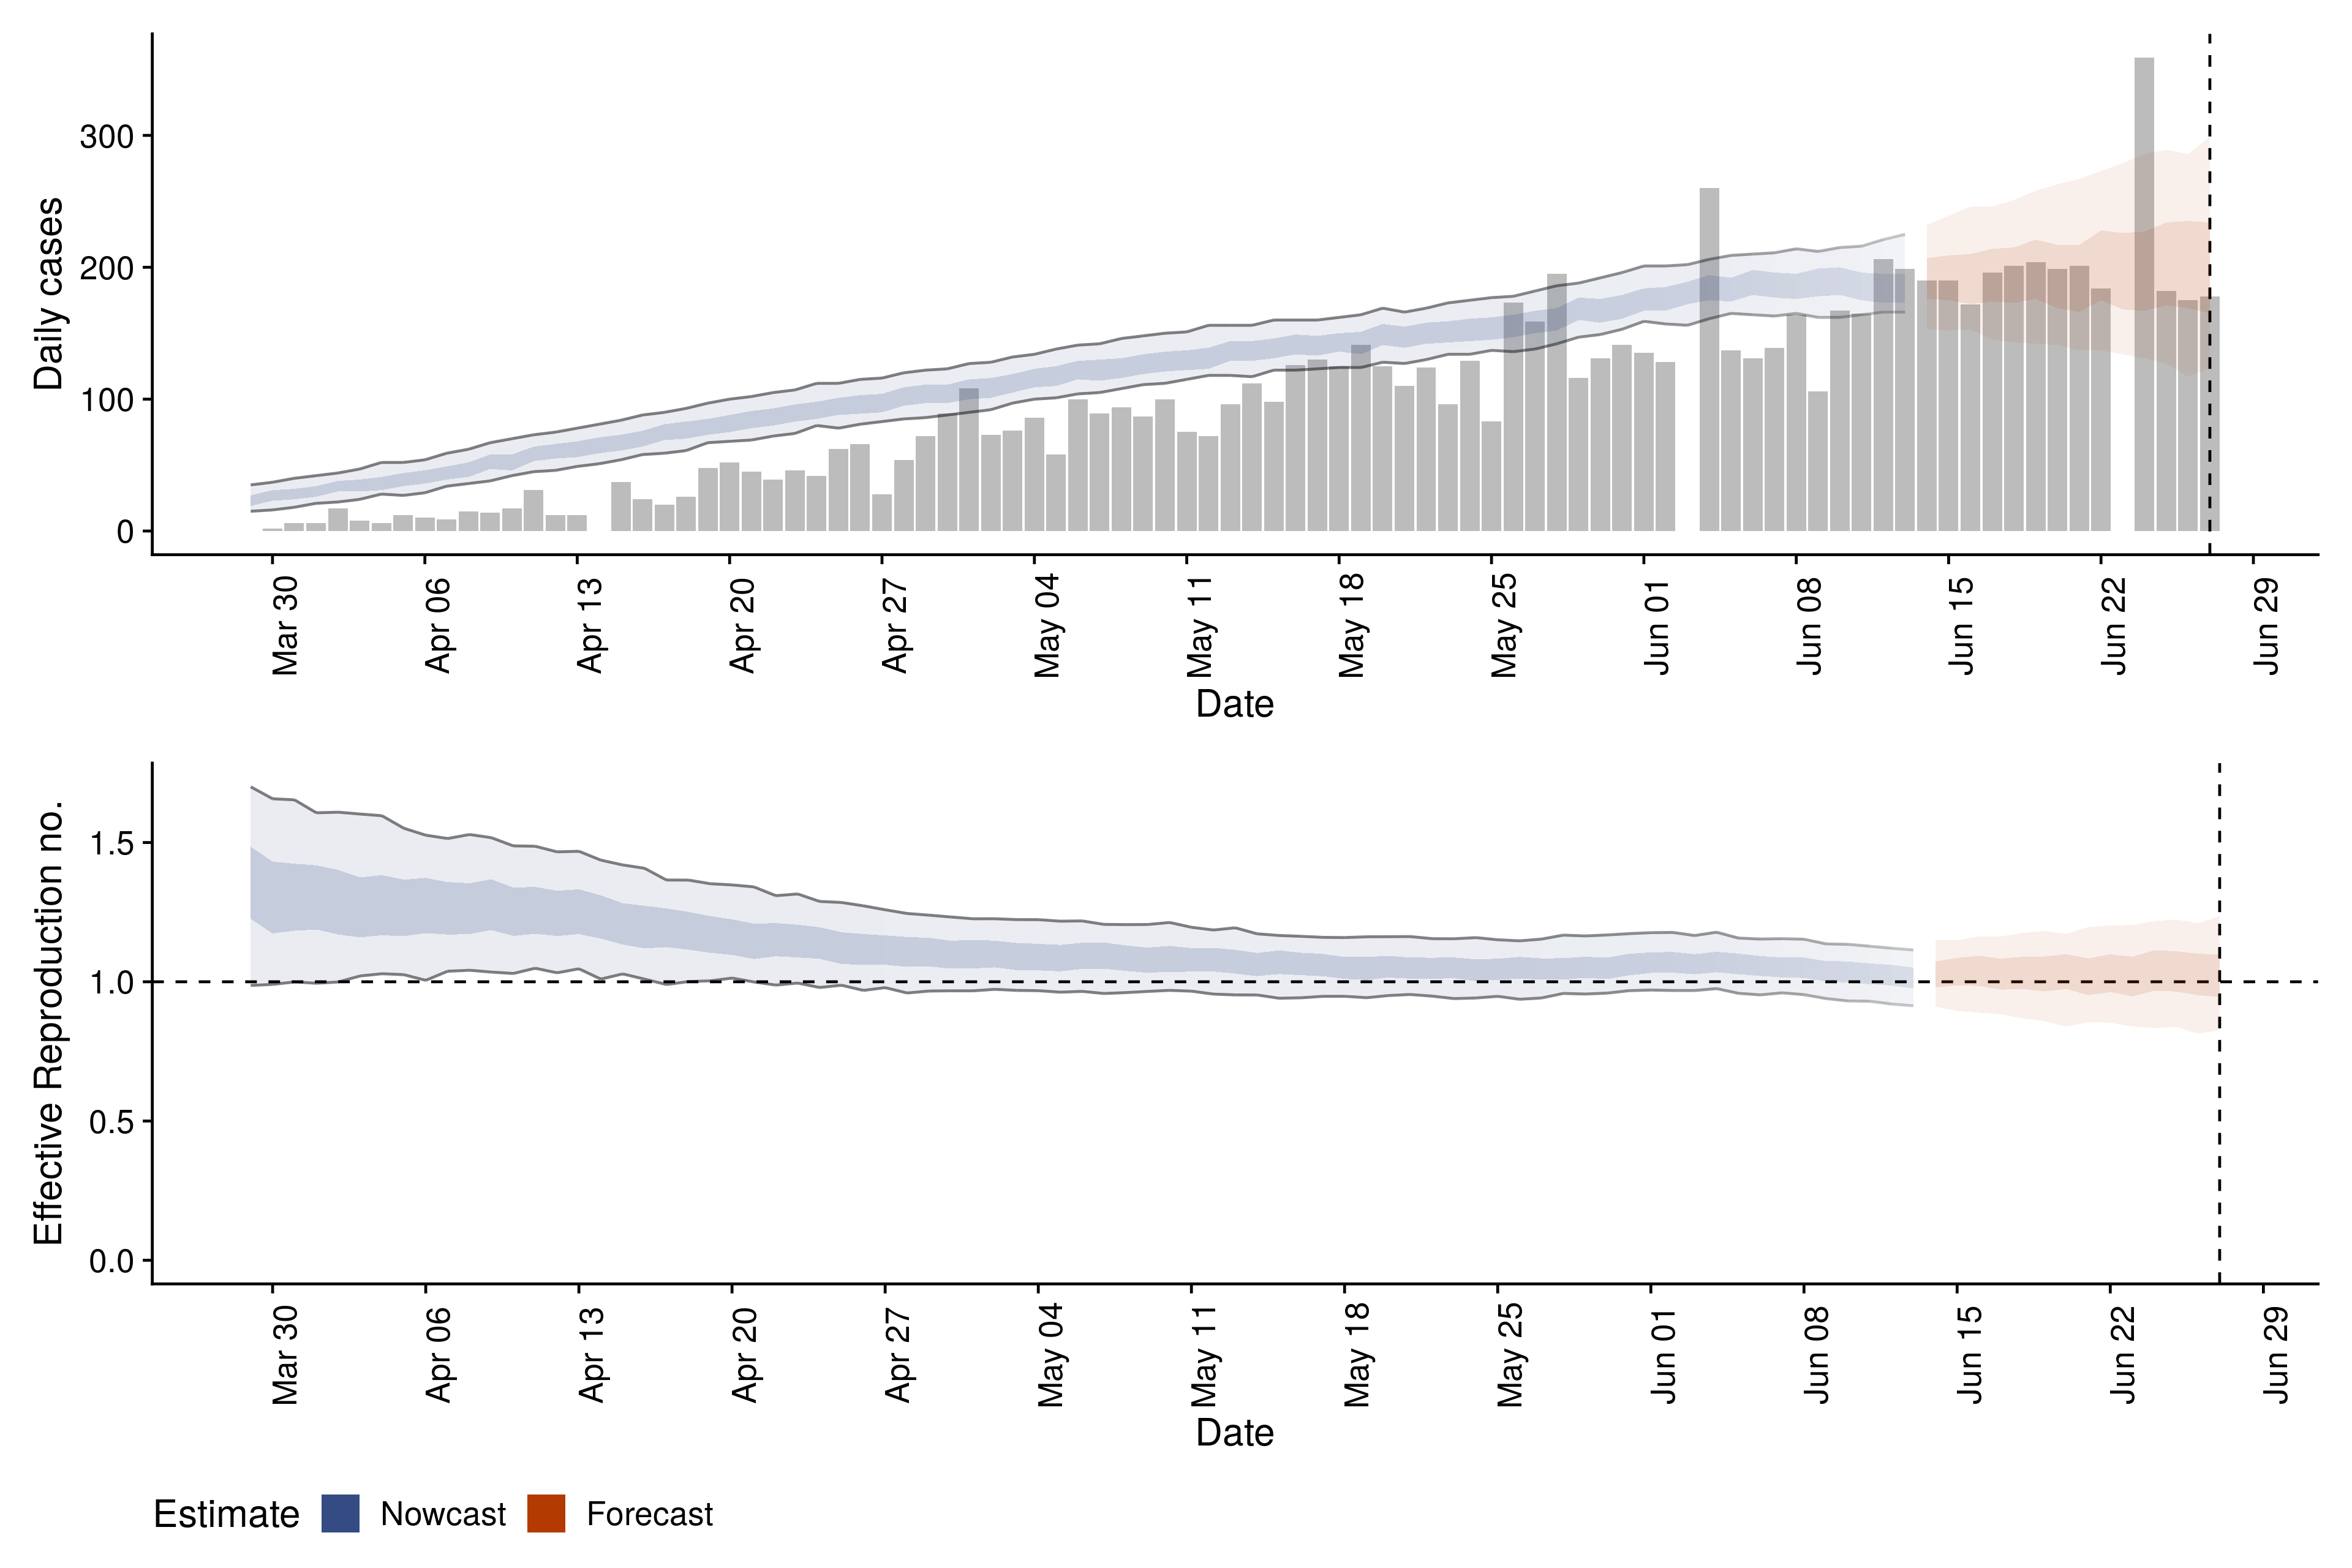 Daily cases
300
200
100
0
Mar 30
Apr 06
Apr 13
Apr 20
Apr 27
May 04
May 11
May 18
May 25
Jun 01
Jun 08
Jun 15
Jun 22
Jun 29
Date
Effective Reproduction no.
1.5
1.0
0.5
0.0
Mar 30
Apr 06
Apr 13
Apr 20
Apr 27
May 04
May 11
May 18
May 25
Jun 01
Jun 08
Jun 15
Jun 22
Jun 29
Date
Estimate Nowcast Forecast